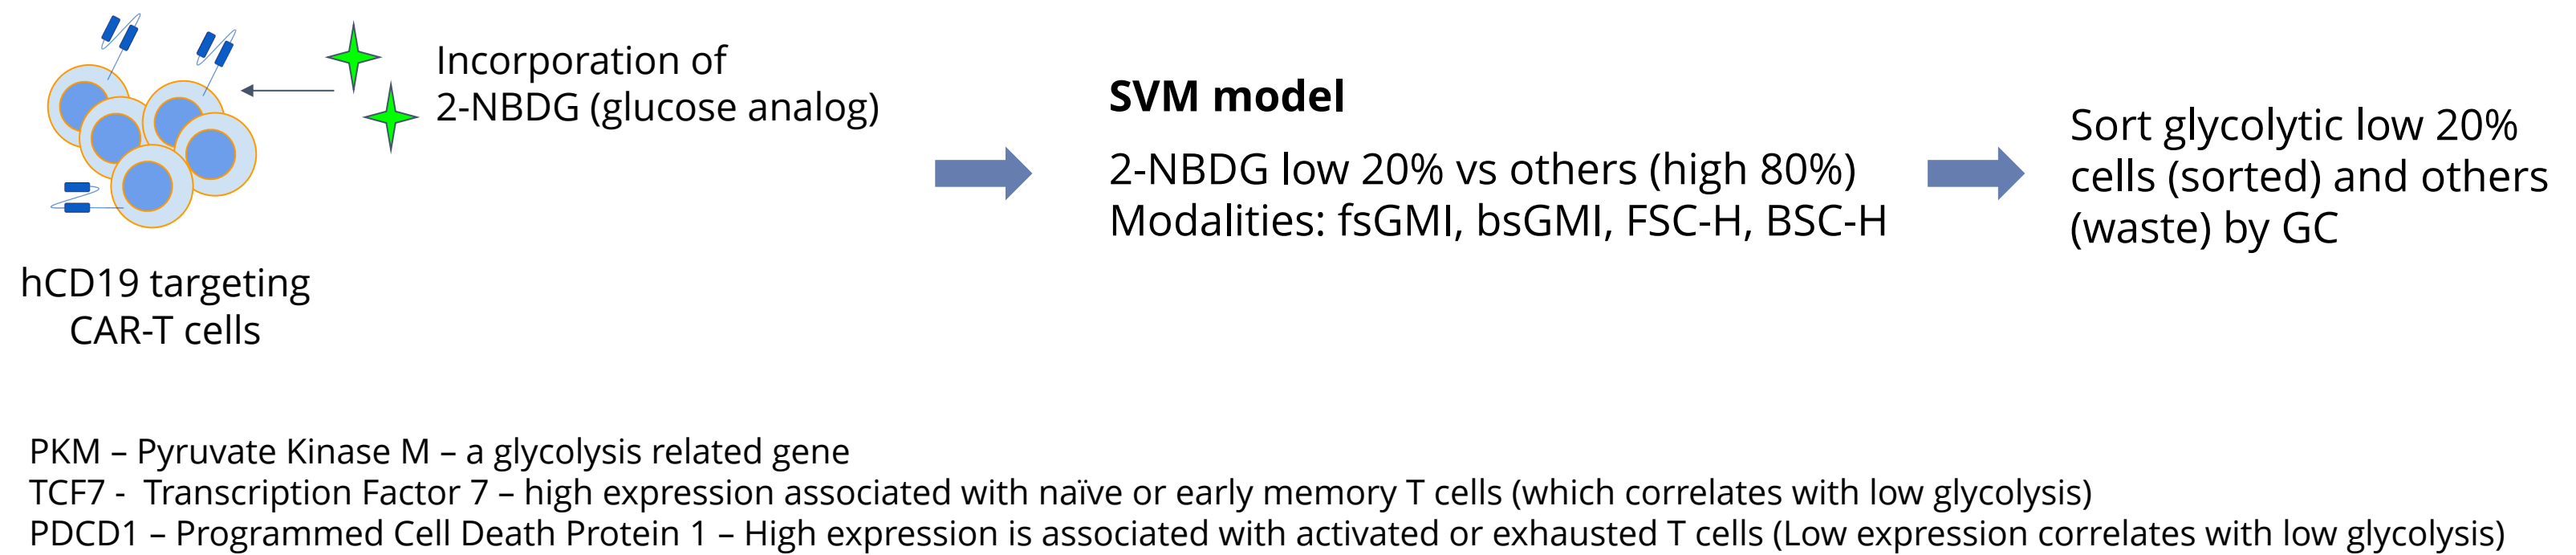 Incorporation of
2-NBDG (glucose analog)
hCD19 targeting
CAR-T cells
SVM model
2-NBDG low 20% vs others (high 80%)
Modalities: fsGMI, bsGMI, FSC-H, BSC-H
Sort glycolytic low 20%
cells (sorted) and others
(waste) by GC
PKM – Pyruvate Kinase M – a glycolysis related gene
TCF7 -  Transcription Factor 7 – high expression associated with naïve or early memory T cells (which correlates with low glycolysis)
PDCD1 – Programmed Cell Death Protein 1 – High expression is associated with activated or exhausted T cells (Low expression correlates with low glycolysis)